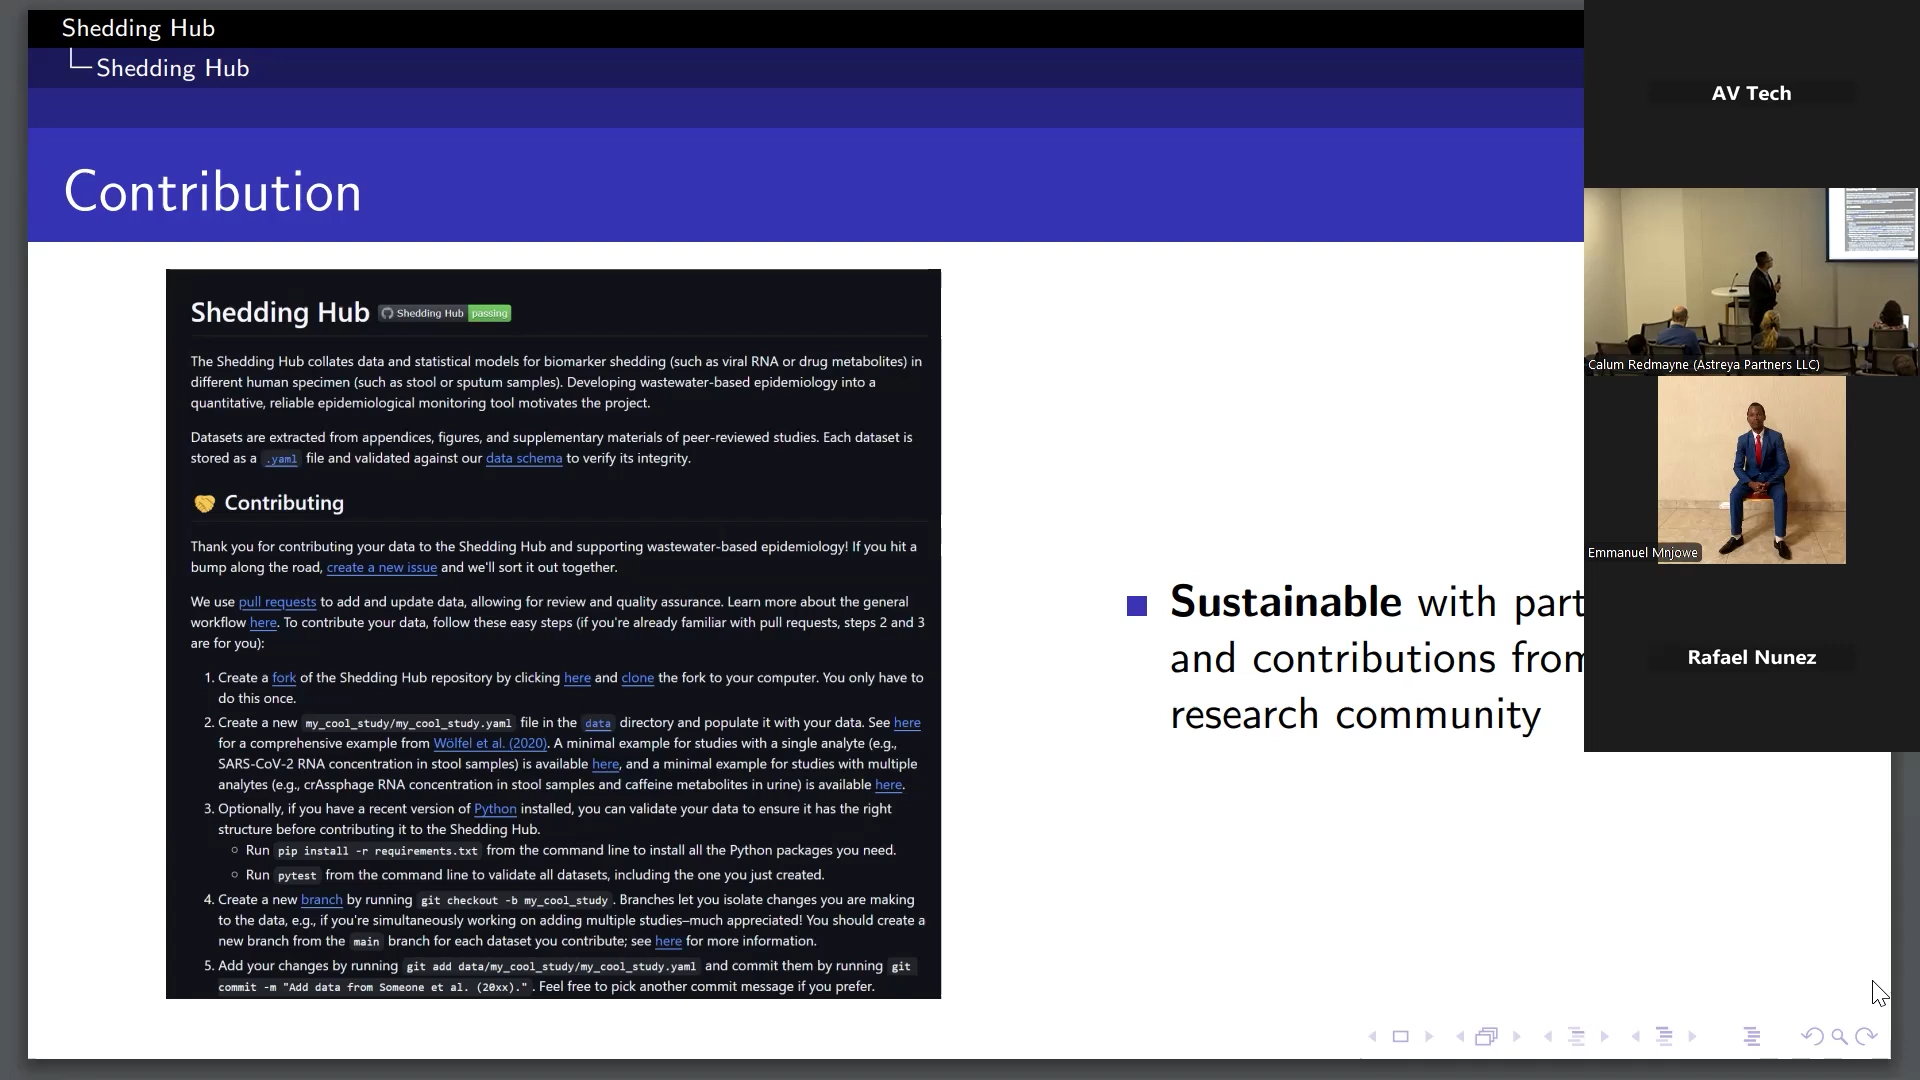 Shedding Hub
Shedding Hub
Contribution
Shedding Hub Shedding Hub passing
The Shedding Hub collates data and statistical models for biomarker shedding (such as viral RNA or drug metabolites) in
different human specimen (such as stool or sputum samples). Developing wastewater-based epidemiology into a
quantitative, reliable epidemiological monitoring tool motivates the project.
Datasets are extracted from appendices, figures, and supplementary materials of peer-reviewed studies. Each dataset is
stored as a .yaml file and validated against our data schema to verify its integrity.
Contributing
Thank you for contributing your data to the Shedding Hub and supporting wastewater-based epidemiology! If you hit a
bump along the road, create a new issue and we'll sort it out together.
We use pull requests to add and update data, allowing for review and quality assurance. Learn more about the general
workflow here. To contribute your data, follow these easy steps (if you're already familiar with pull requests, steps 2 and 3
are for you):
1. Create a fork of the Shedding Hub repository by clicking here and clone the fork to your computer. You only have to
do this once.
2. Create a new my_cool_study/my_cool_study.yaml file in the data directory and populate it with your data. See here
for a comprehensive example from Wölfel et al. (2020). A minimal example for studies with a single analyte (e.g.,
SARS-CoV-2 RNA concentration in stool samples) is available here, and a minimal example for studies with multiple
analytes (e.g., crAssphage RNA concentration in stool samples and caffeine metabolites in urine) is available here.
3. Optionally, if you have a recent version of Python installed, you can validate your data to ensure it has the right
structure before contributing it to the Shedding Hub.
Run pip install -r requirements.txt from the command line to install all the Python packages you need.
Run pytest from the command line to validate all datasets, including the one you just created.
4. Create a new branch by running git checkout -b my_cool_study. Branches let you isolate changes you are making
to the data, e.g., if you're simultaneously working on adding multiple studies—much appreciated! You should create a
new branch from the main branch for each dataset you contribute; see here for more information.
5. Add your changes by running git add data/my_cool_study/my_cool_study.yaml and commit them by running git
commit -m "Add data from Someone et al. (20xx)." . Feel free to pick another commit message if you prefer.
Sustainable with part
and contributions from
research community
AV Tech
Calum Redmayne (Astreya Partners LLC)
Emmanuel Mnjowe
Rafael Nunez